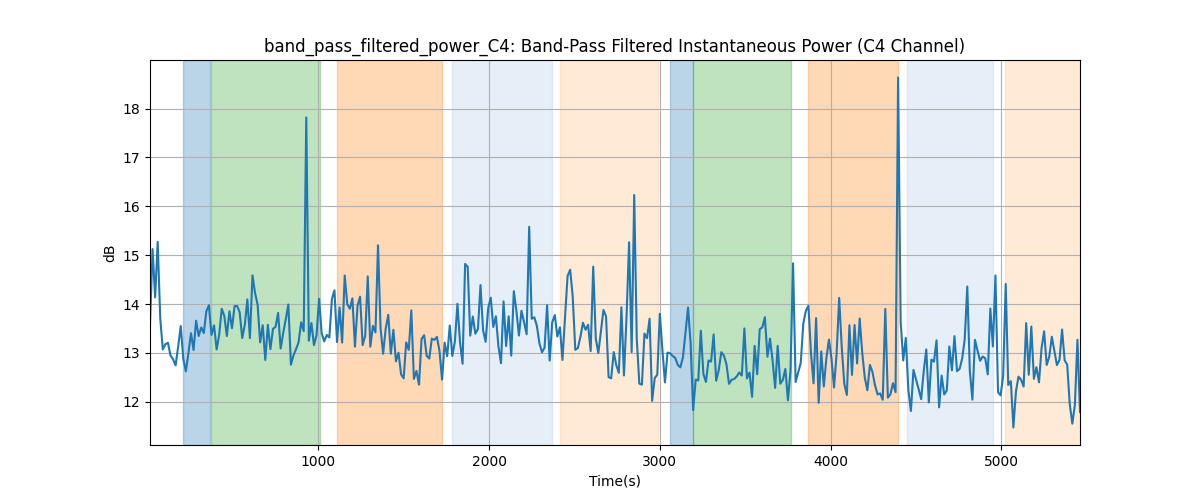 band_pass_filtered_power_C4: Band-Pass Filtered Instantaneous Power (C4 Channel)
18
17
16
15
14
13
12
dB
1000 2000 3000 4000 5000
Time(s)